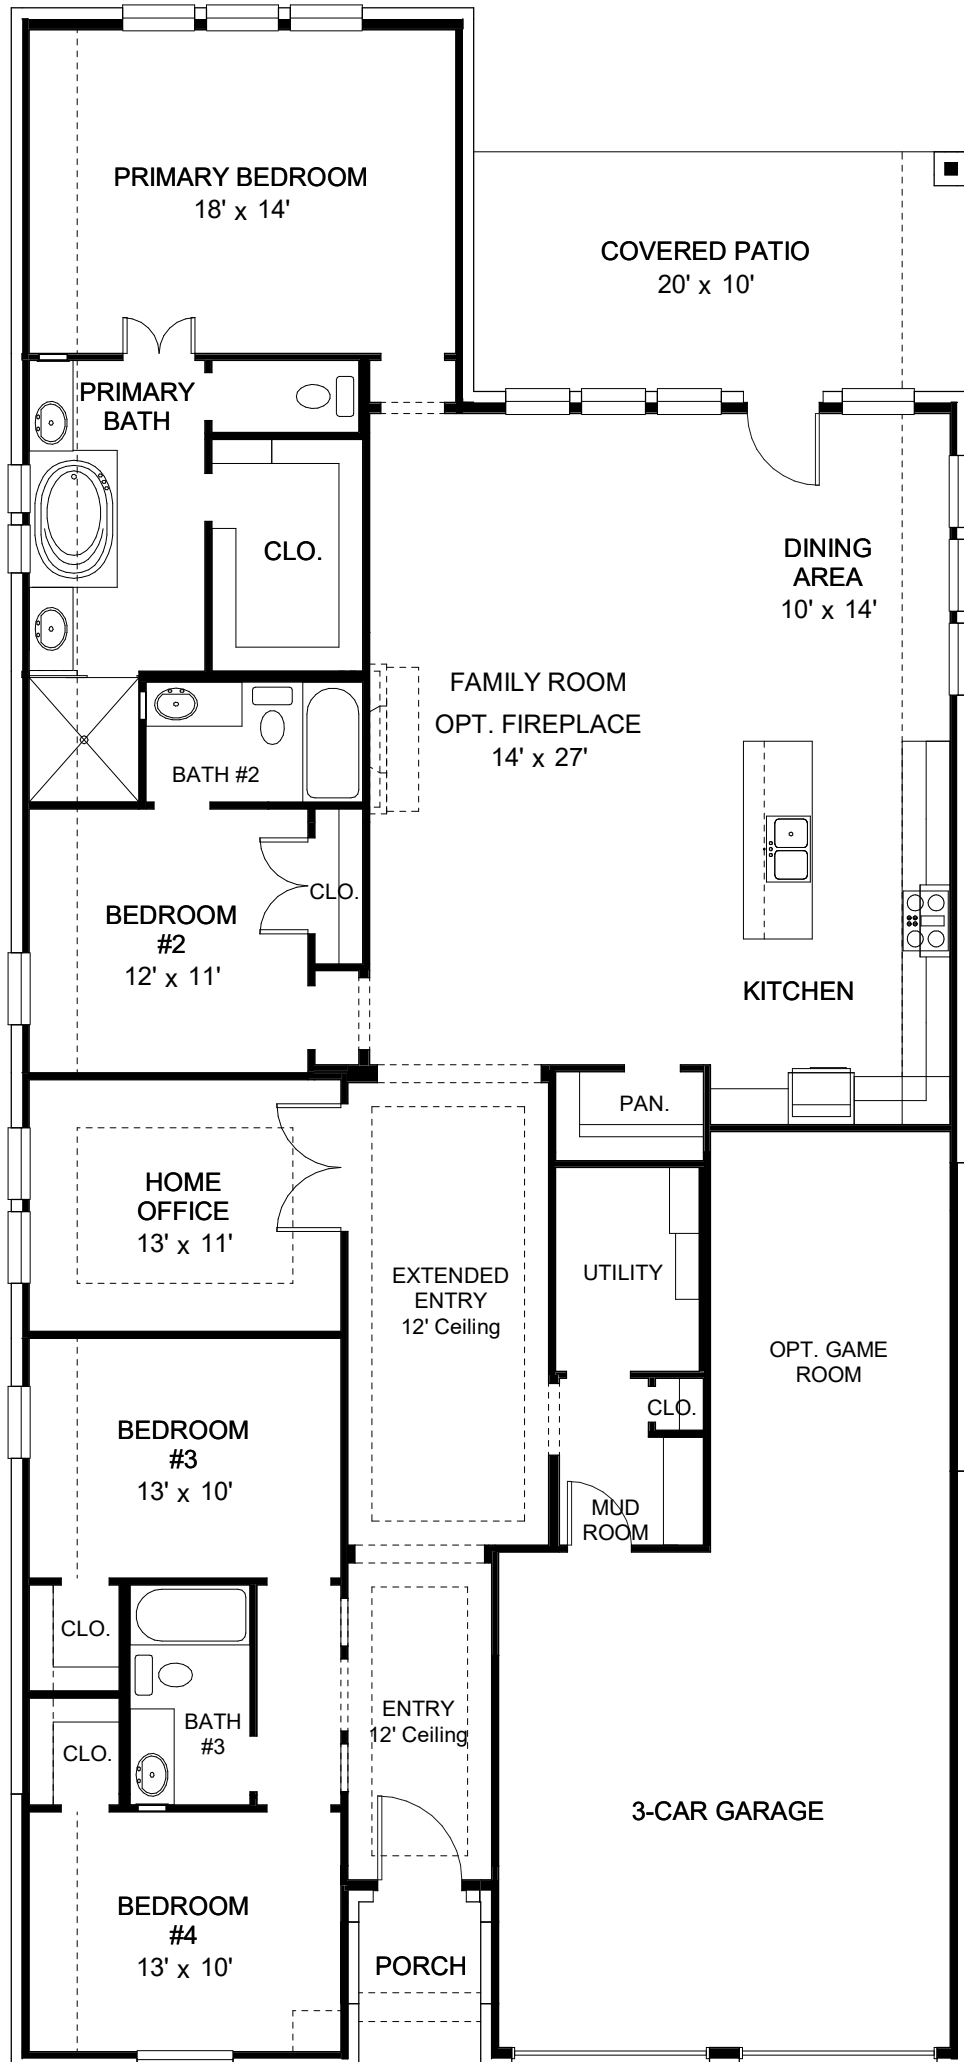 PRIMARY BEDROOM
18' x 14'
COVERED PATIO
20' x 10'
PRIMARY
BATH
CLO.
DINING
AREA
10' x 14'
FAMILY ROOM
OPT. FIREPLACE
14' x 27'
BATH #2
CLO.
BEDROOM
#2
12' x 11'
KITCHEN
PAN.
HOME
OFFICE
13' x 11'
EXTENDED
ENTRY
12' Ceiling
UTILITY
OPT. GAME
ROOM
CLO.
BEDROOM
#3
13' x 10'
MUD
ROOM
CLO.
BATH
#3
CLO.
ENTRY
12' Ceiling
3-CAR GARAGE
BEDROOM
#4
13' x 10'
PORCH